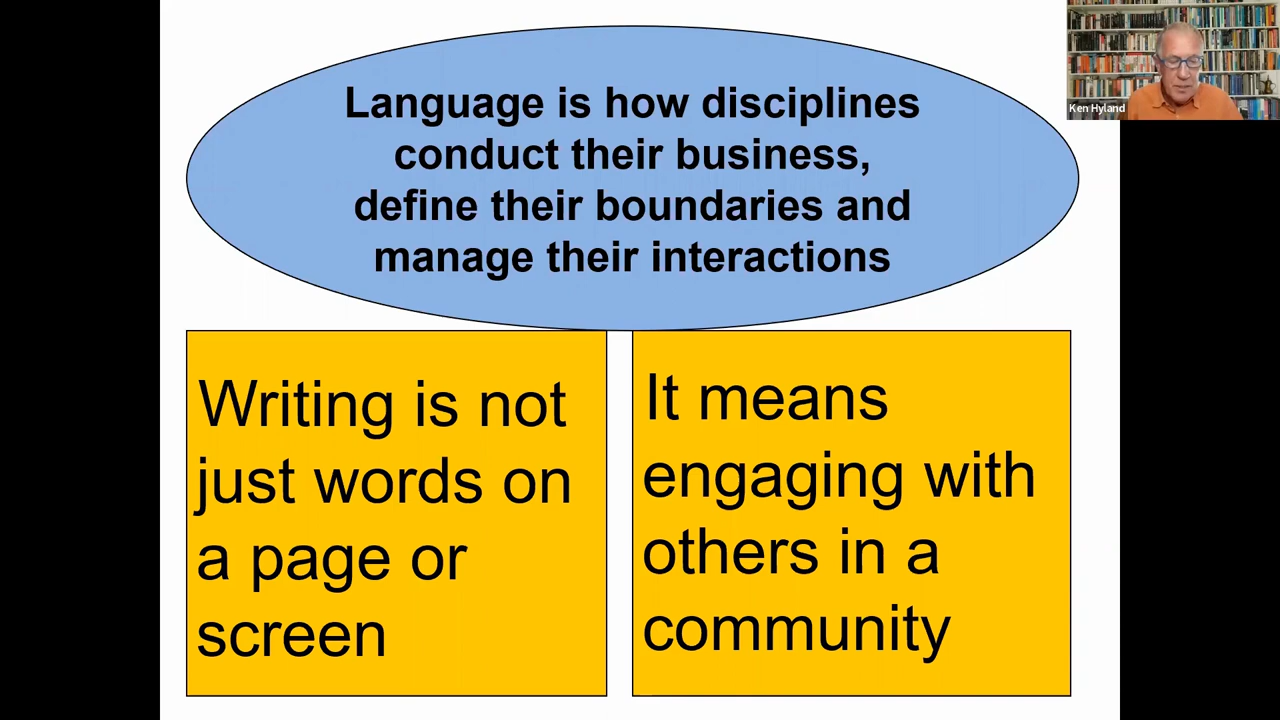 Language is how disciplines
conduct their business,
define their boundaries and
manage their interactions
Writing is not
just words on
a page or
screen
It means
engaging with
others in a
community
Ken Hyland